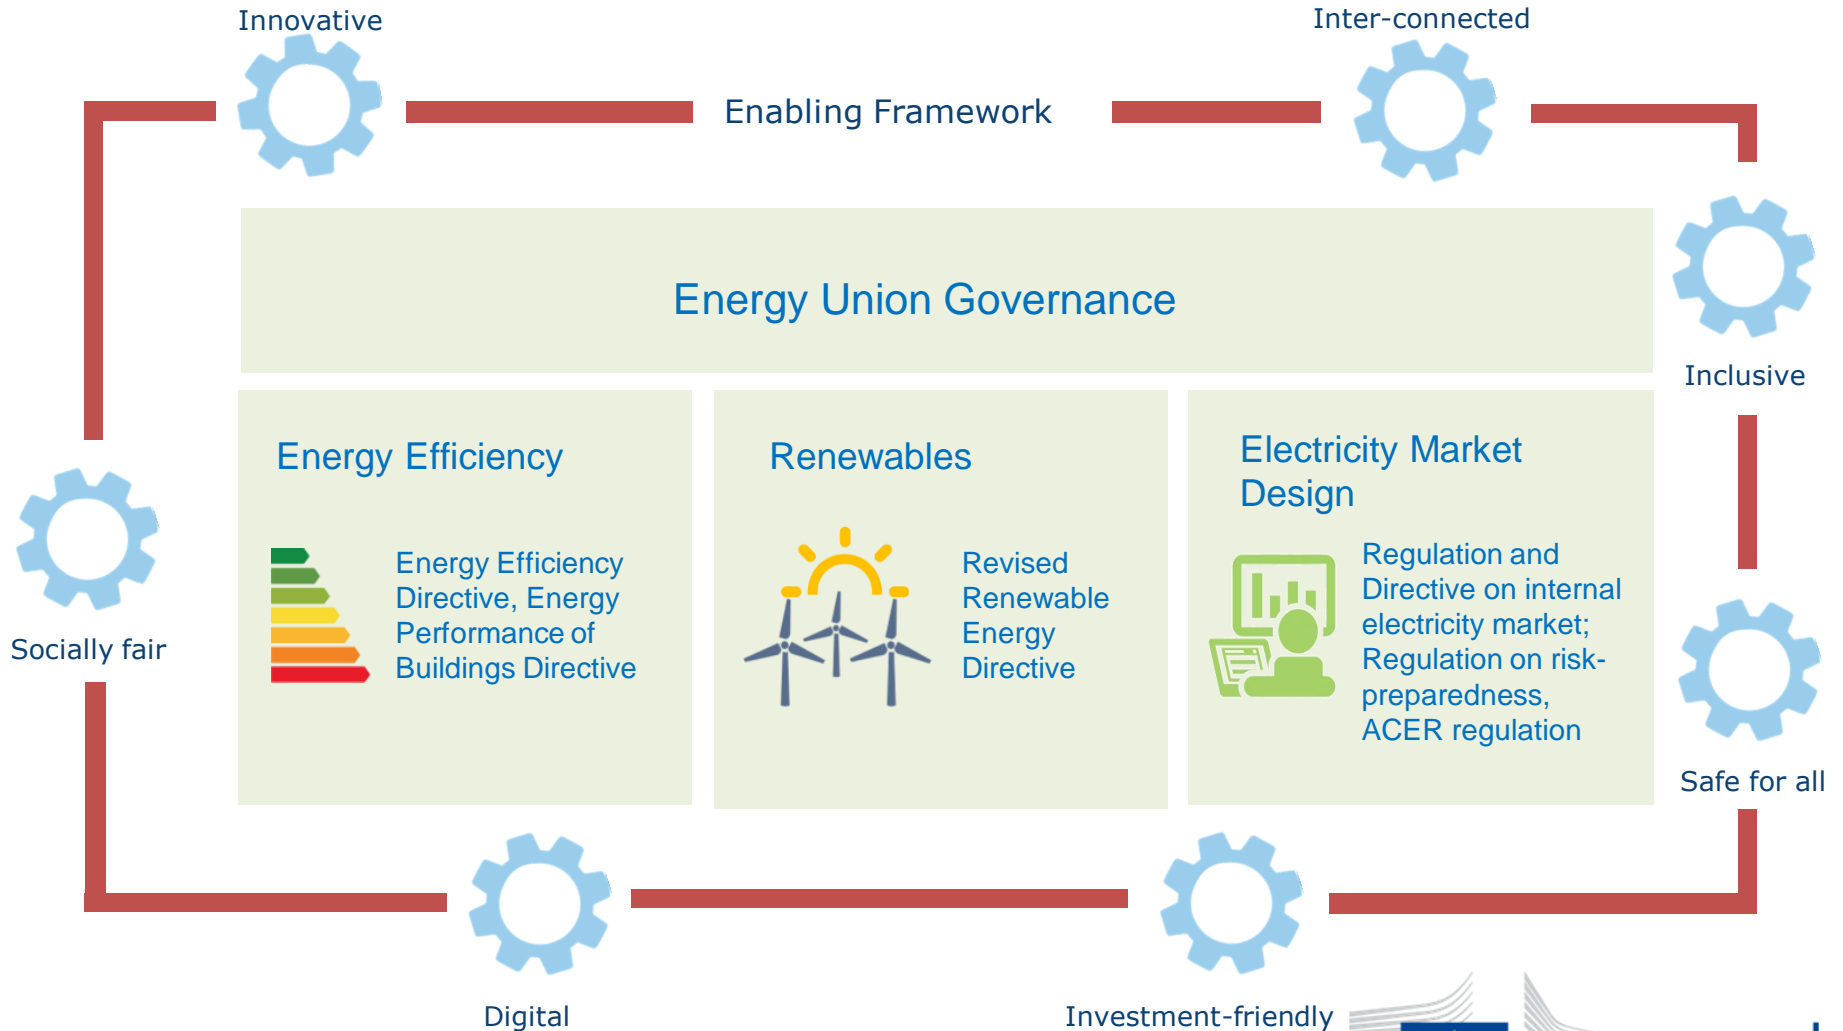 Innovative
Inter-connected
Enabling Framework
Energy Union Governance
Inclusive
Energy Efficiency
Energy Efficiency
Directive, Energy
Performance of
Buildings Directive
Renewables
Revised
Renewable
Energy
Directive
Electricity Market
Design
Regulation and
Directive on internal
electricity market;
Regulation on risk-
preparedness,
ACER regulation
Socially fair
Safe for all
Digital
Investment-friendly